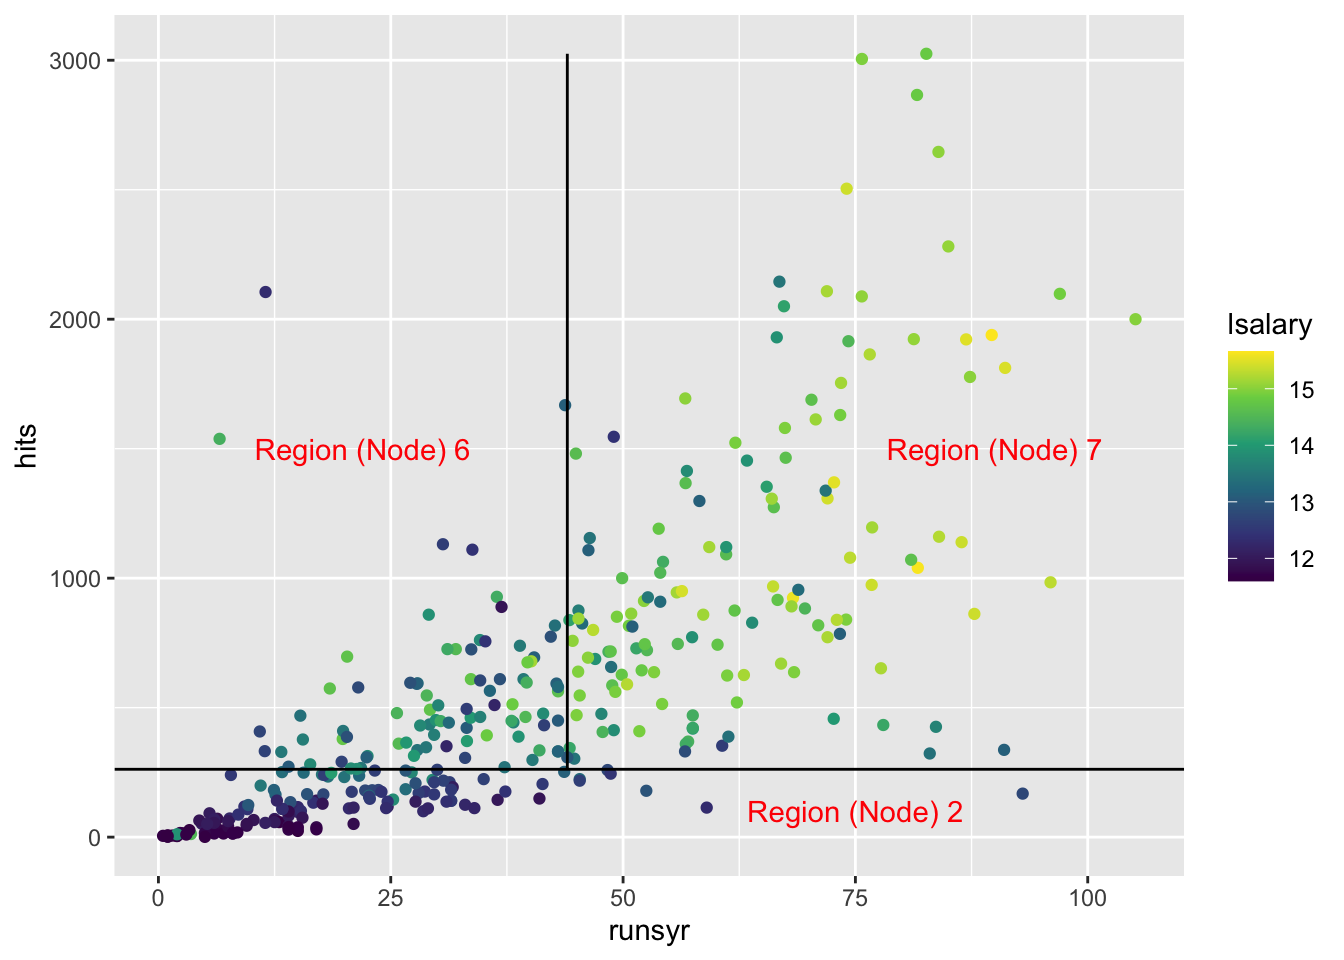 3000
2000
1000
0
hits
0
25
50
75
100
runsyr
Region (Node) 6
Region (Node) 7
Region (Node) 2
lsalary
15
14
13
12